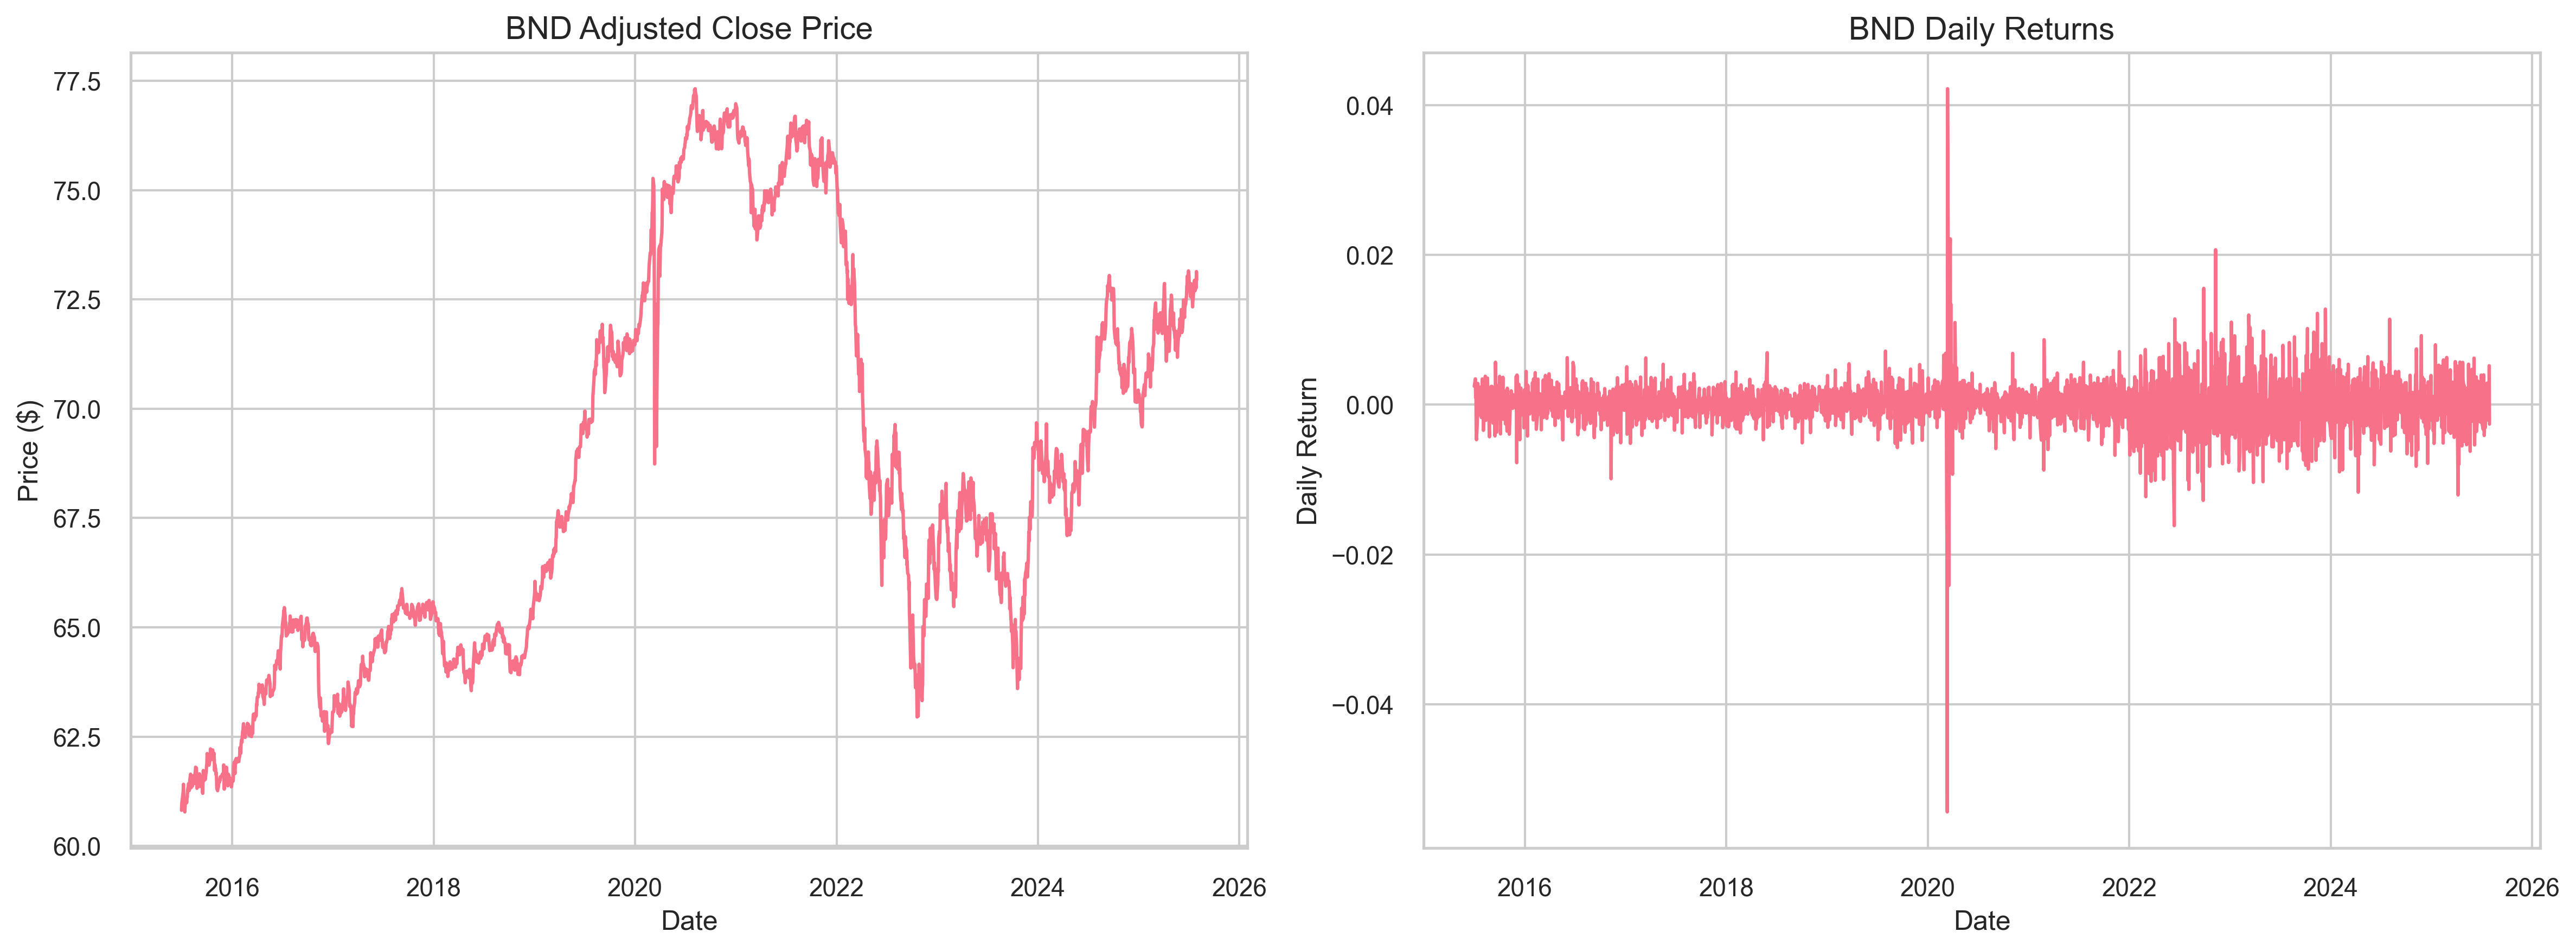 BND Adjusted Close Price
77.5
75.0
72.5
70.0
67.5
65.0
62.5
60.0
Price ($)
2016 2018 2020 2022 2024 2026
Date
BND Daily Returns
0.04
0.02
0.00
−0.02
−0.04
Daily Return
2016 2018 2020 2022 2024 2026
Date